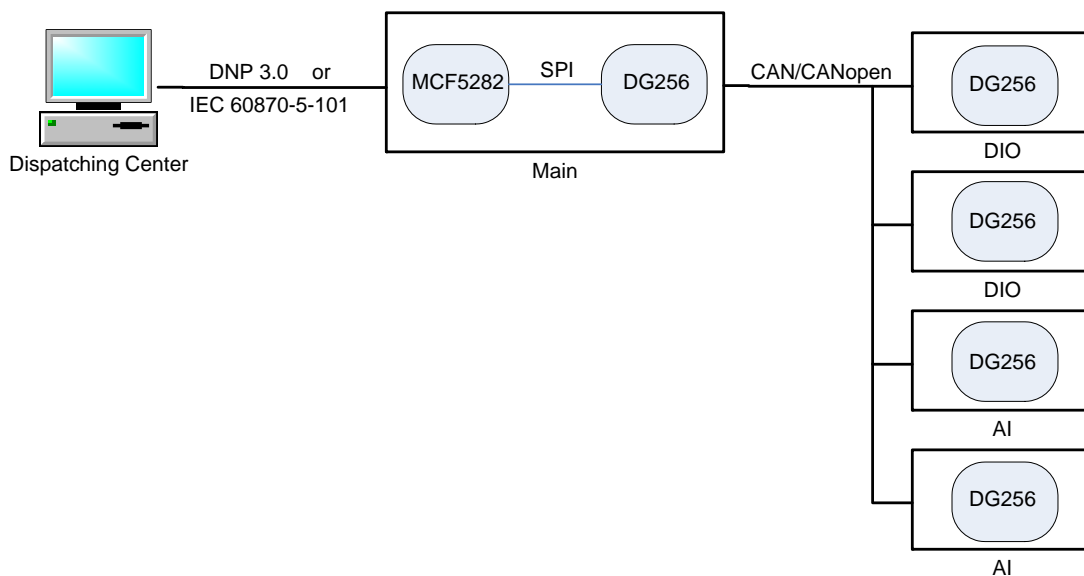 DNP 3.0 or
IEC 60870-5-101
Dispatching Center
MCF5282
SPI
DG256
Main
CAN/CANopen
DG256
DIO
DG256
DIO
DG256
AI
DG256
AI